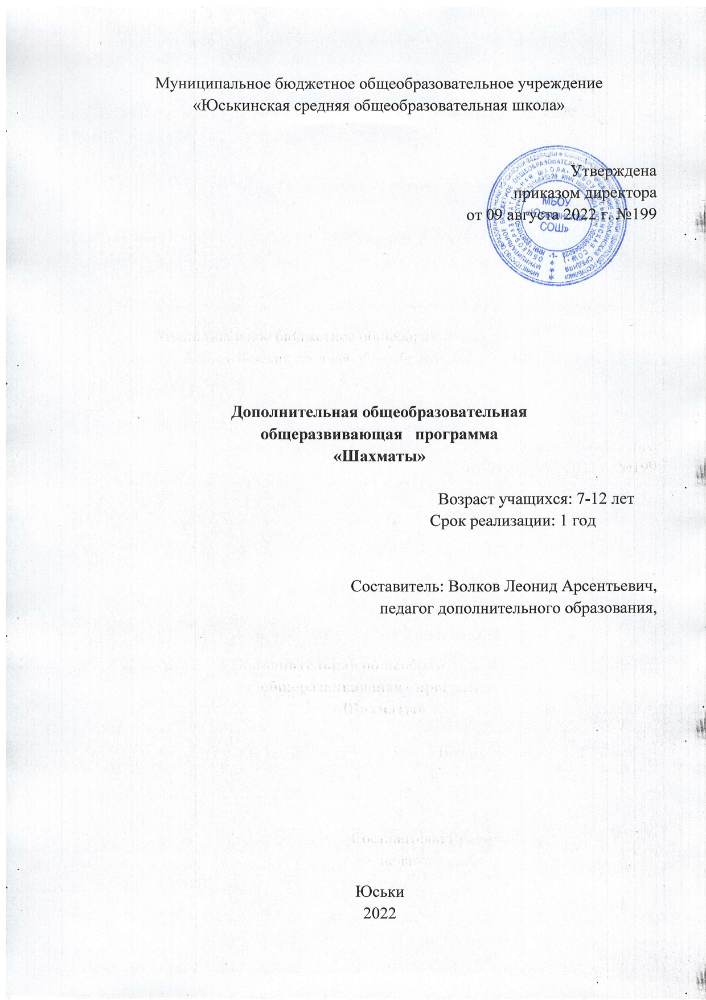 Муниципальное бюджетное общеобразовательное учреждение
«Юськинская средняя общеобразовательная школа»
Утверждена
приказом директора
от 09 августа 2022 г. №199
МБОУ
«Юськинская
СОШ»
Дополнительная общеобразовательная
общеразвивающая программа
«Шахматы»
Возраст учащихся: 7-12 лет
Срок реализации: 1 год
Составитель: Волков Леонид Арсентьевич,
педагог дополнительного образования,
Юськи
2022